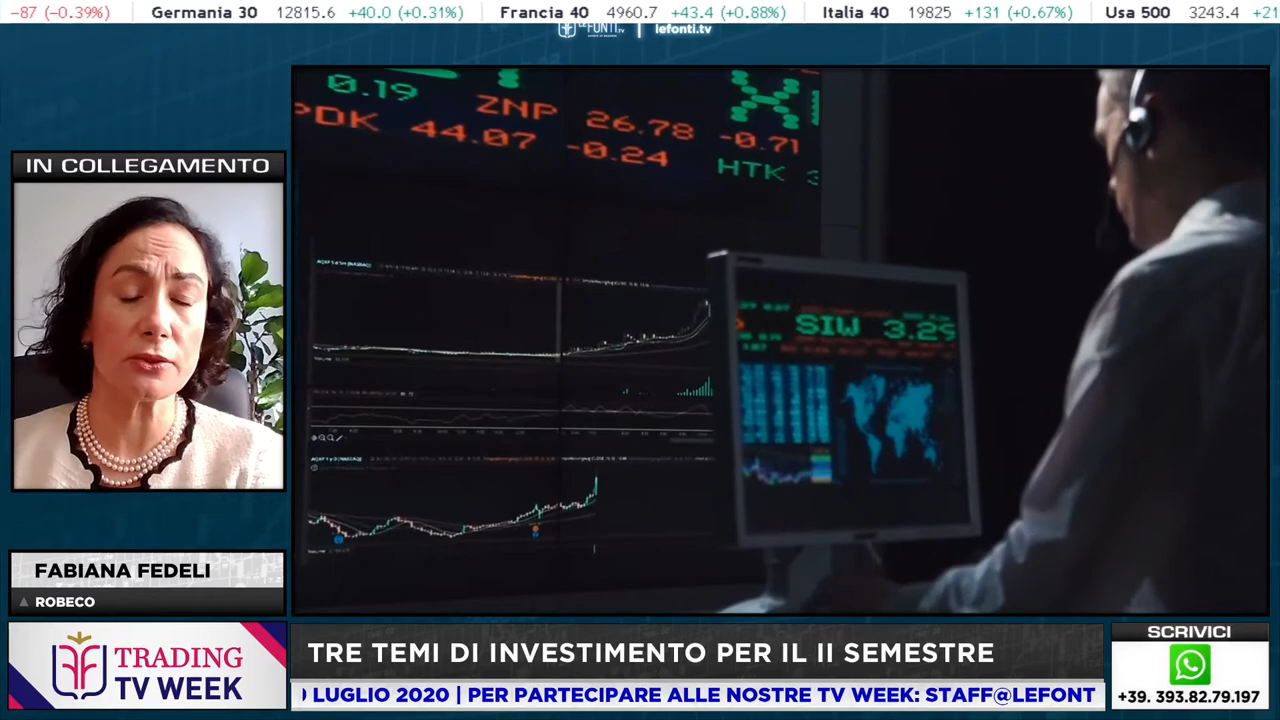 −87 (−0.39%) Germania 30 12815.6 +40.0 (+0.31%) Francia 40 4960.7 +43.4 (+0.88%) Italia 40 19825 +131 (+0.67%) Usa 500 3243.4 +21
LEFONTI.TV | lefonti.tv
0.19
ZNP 26.78 -0.71
PDK 44.07 -0.24
HTK
IN COLLEGAMENTO
SIW 3.29
FABIANA FEDELI
ROBECO
TRADING
TV WEEK
TRE TEMI DI INVESTIMENTO PER IL II SEMESTRE
LUGLIO 2020 | PER PARTECIPARE ALLE NOSTRE TV WEEK: STAFF@LEFONT
SCRIVICI
+39. 393.82.79.197